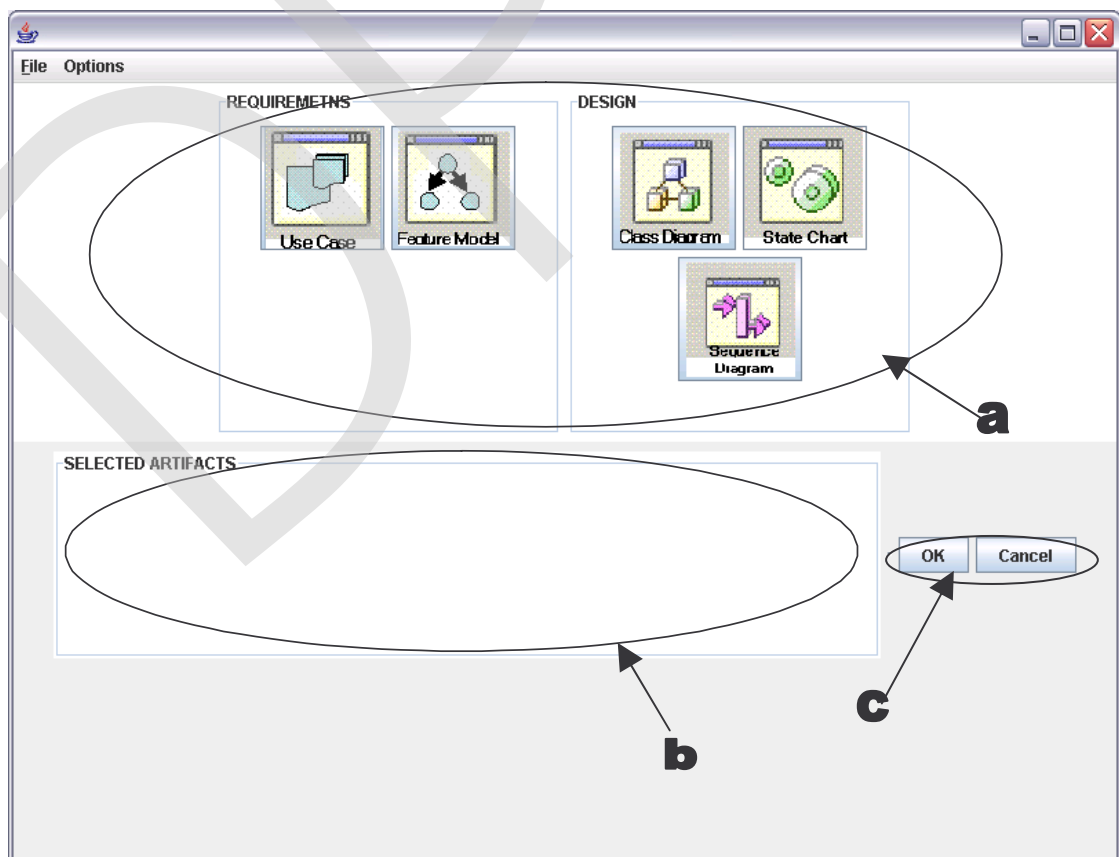 File Options
REQUIREMETNS
DESIGN
Use Case
Feature Model
Class Diagram
State Chart
Sequence
Diagram
a
SELECTED ARTIFACTS
OK
Cancel
c
b